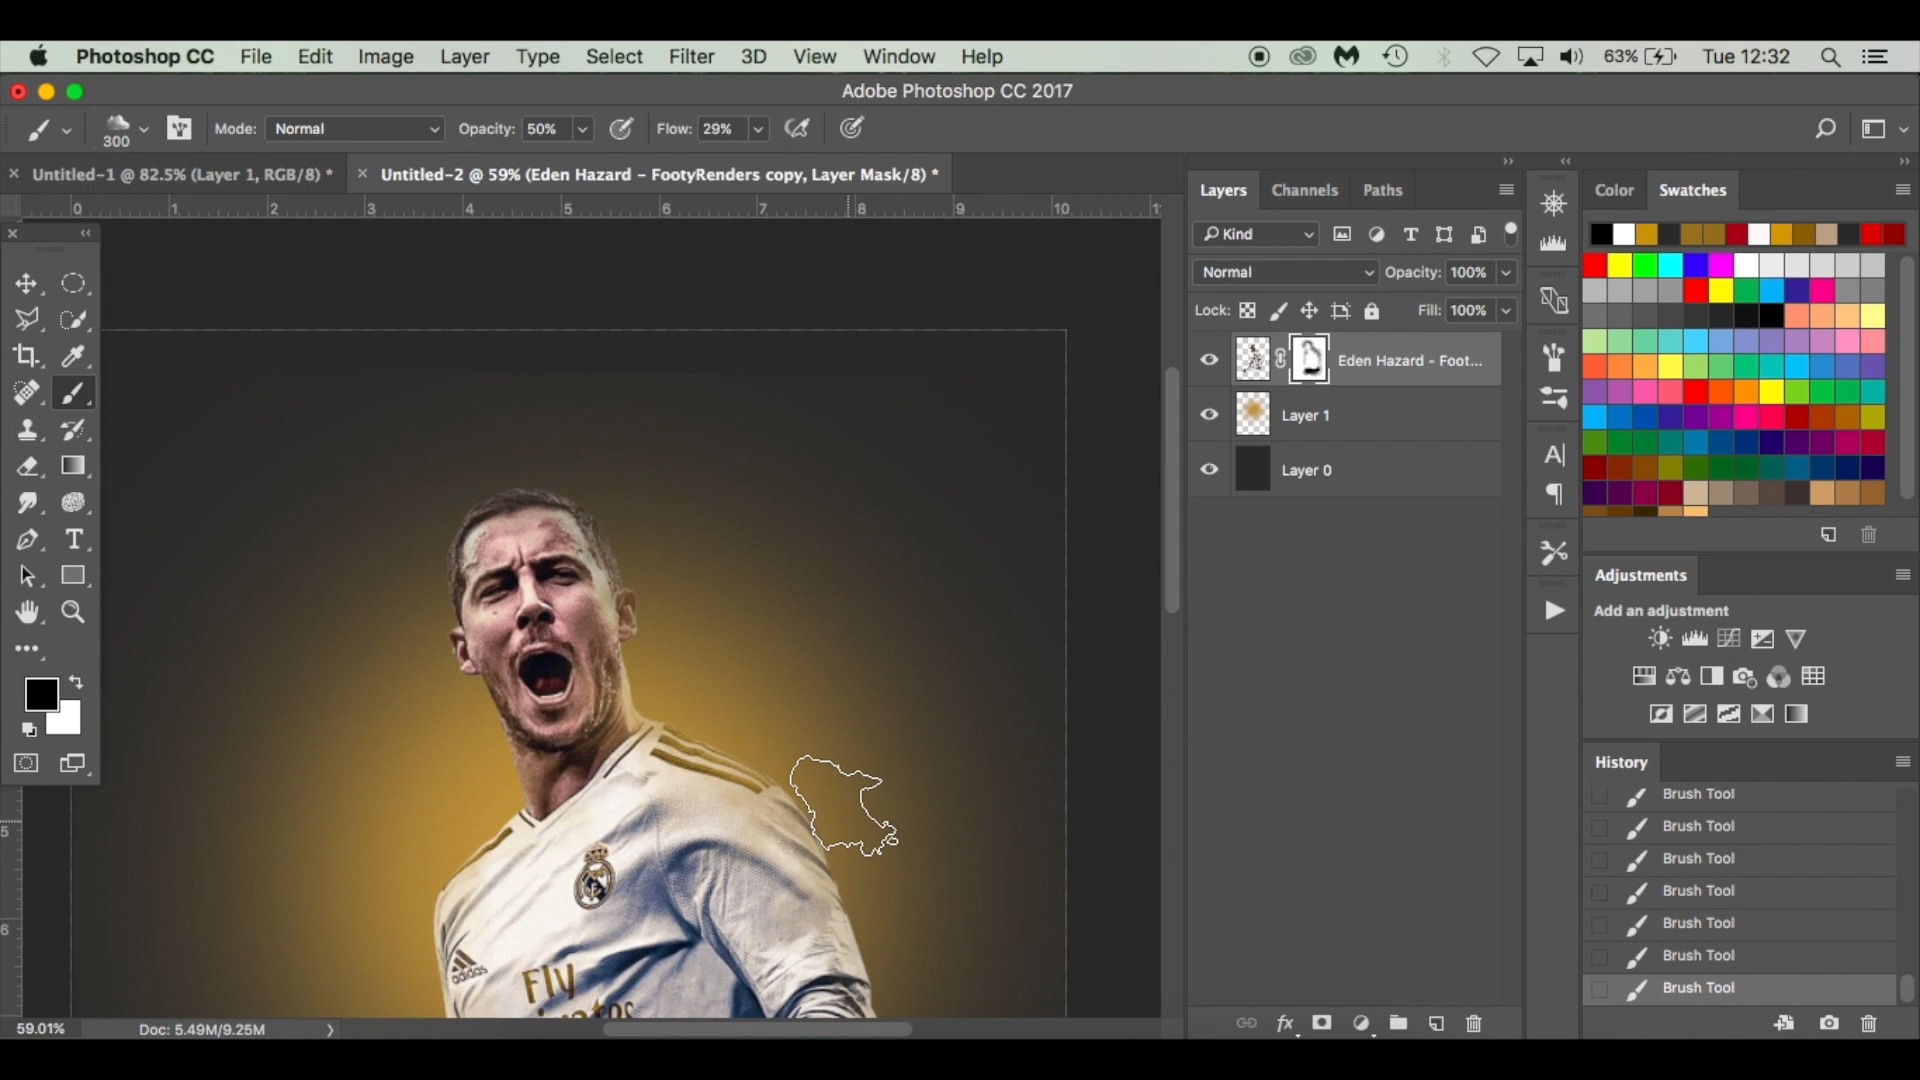 Photoshop CC File Edit Image Layer Type Select Filter 3D View Window Help 63% Tue 12:32
Adobe Photoshop CC 2017
300 Mode: Normal Opacity: 50% Flow: 29%
Untitled-1 @ 82.5% (Layer 1, RGB/8) * Untitled-2 @ 59% (Eden Hazard - FootyRenders copy, Layer Mask/8) *
0 1 2 3 4 5 6 7 8 9 10 1
Layers Channels Paths
Color Swatches
Kind
Normal Opacity: 100%
Lock: Fill: 100%
Eden Hazard - Foot...
Layer 1
Layer 0
Adjustments
Add an adjustment
History
Brush Tool
Brush Tool
Brush Tool
Brush Tool
Brush Tool
Brush Tool
Brush Tool
5
6
adidas
Fly
59.01% Doc: 5.49M/9.25M